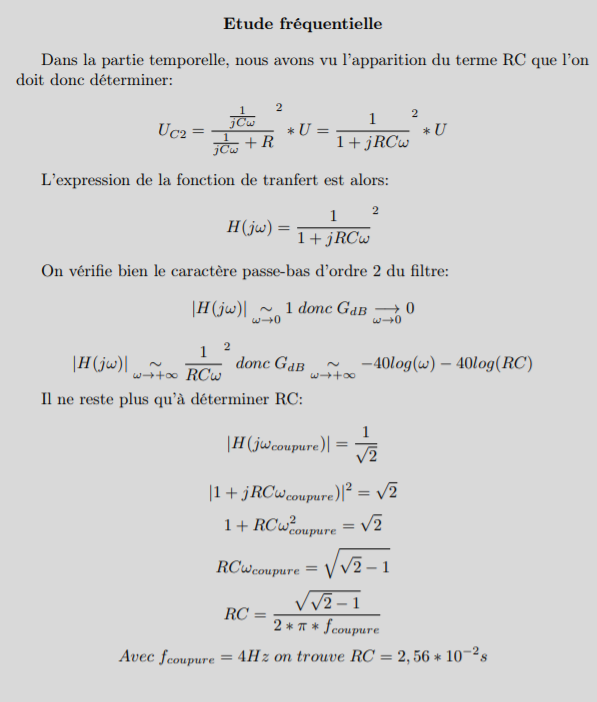 Etude fréquentielle
Dans la partie temporelle, nous avons vu l'apparition du terme RC que l'on
doit donc déterminer:
$U_{C2} = \frac{\frac{1}{jC\omega}}{\frac{1}{jC\omega} + R}^2 * U = \frac{1}{1 + jRC\omega}^2 * U$
L'expression de la fonction de tranfert est alors:
$H(j\omega) = \frac{1}{1 + jRC\omega}^2$
On vérifie bien le caractère passe-bas d'ordre 2 du filtre:
$|H(j\omega)| \underset{\omega \to 0}{\sim} 1 \; donc \; G_{dB} \underset{\omega \to 0}{\longrightarrow} 0$
$|H(j\omega)| \underset{\omega \to +\infty}{\sim} \frac{1}{RC\omega}^2 \; donc \; G_{dB} \underset{\omega \to +\infty}{\sim} -40log(\omega) - 40log(RC)$
Il ne reste plus qu'à déterminer RC:
$|H(j\omega_{coupure})| = \frac{1}{\sqrt{2}}$
$|1 + jRC\omega_{coupure})|^2 = \sqrt{2}$
$1 + RC\omega_{coupure}^2 = \sqrt{2}$
$RC\omega_{coupure} = \sqrt{\sqrt{2} - 1}$
$RC = \frac{\sqrt{\sqrt{2} - 1}}{2 * \pi * f_{coupure}}$
$Avec \; f_{coupure} = 4Hz \; on \; trouve \; RC = 2,56 * 10^{-2}s$